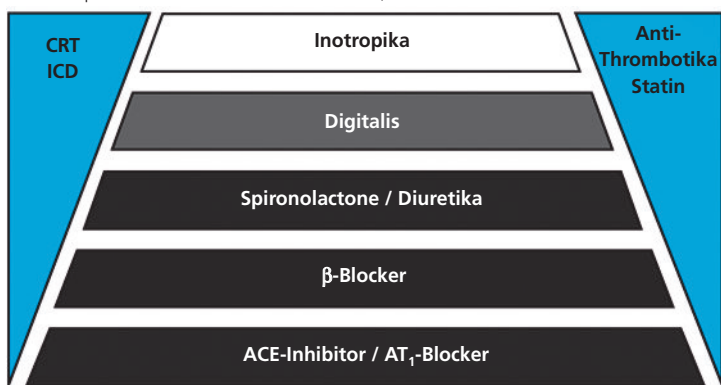 CRT
ICD
Inotropika
Anti-
Thrombotika
Statin
Digitalis
Spironolactone / Diuretika
β-Blocker
ACE-Inhibitor / AT₁-Blocker